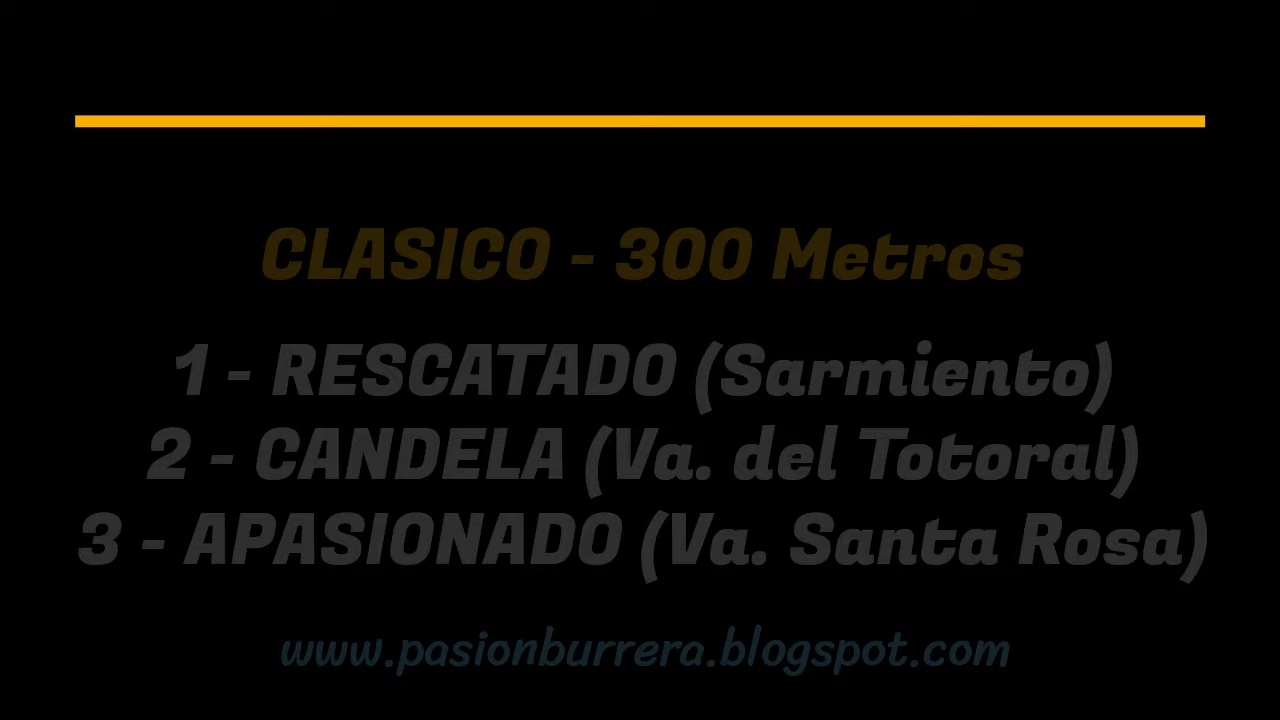 CLASICO - 300 Metros
1 - RESCATADO (Sarmiento)
2 - CANDELA (Va. del Totoral)
3 - APASIONADO (Va. Santa Rosa)
www.pasionburrera.blogspot.com